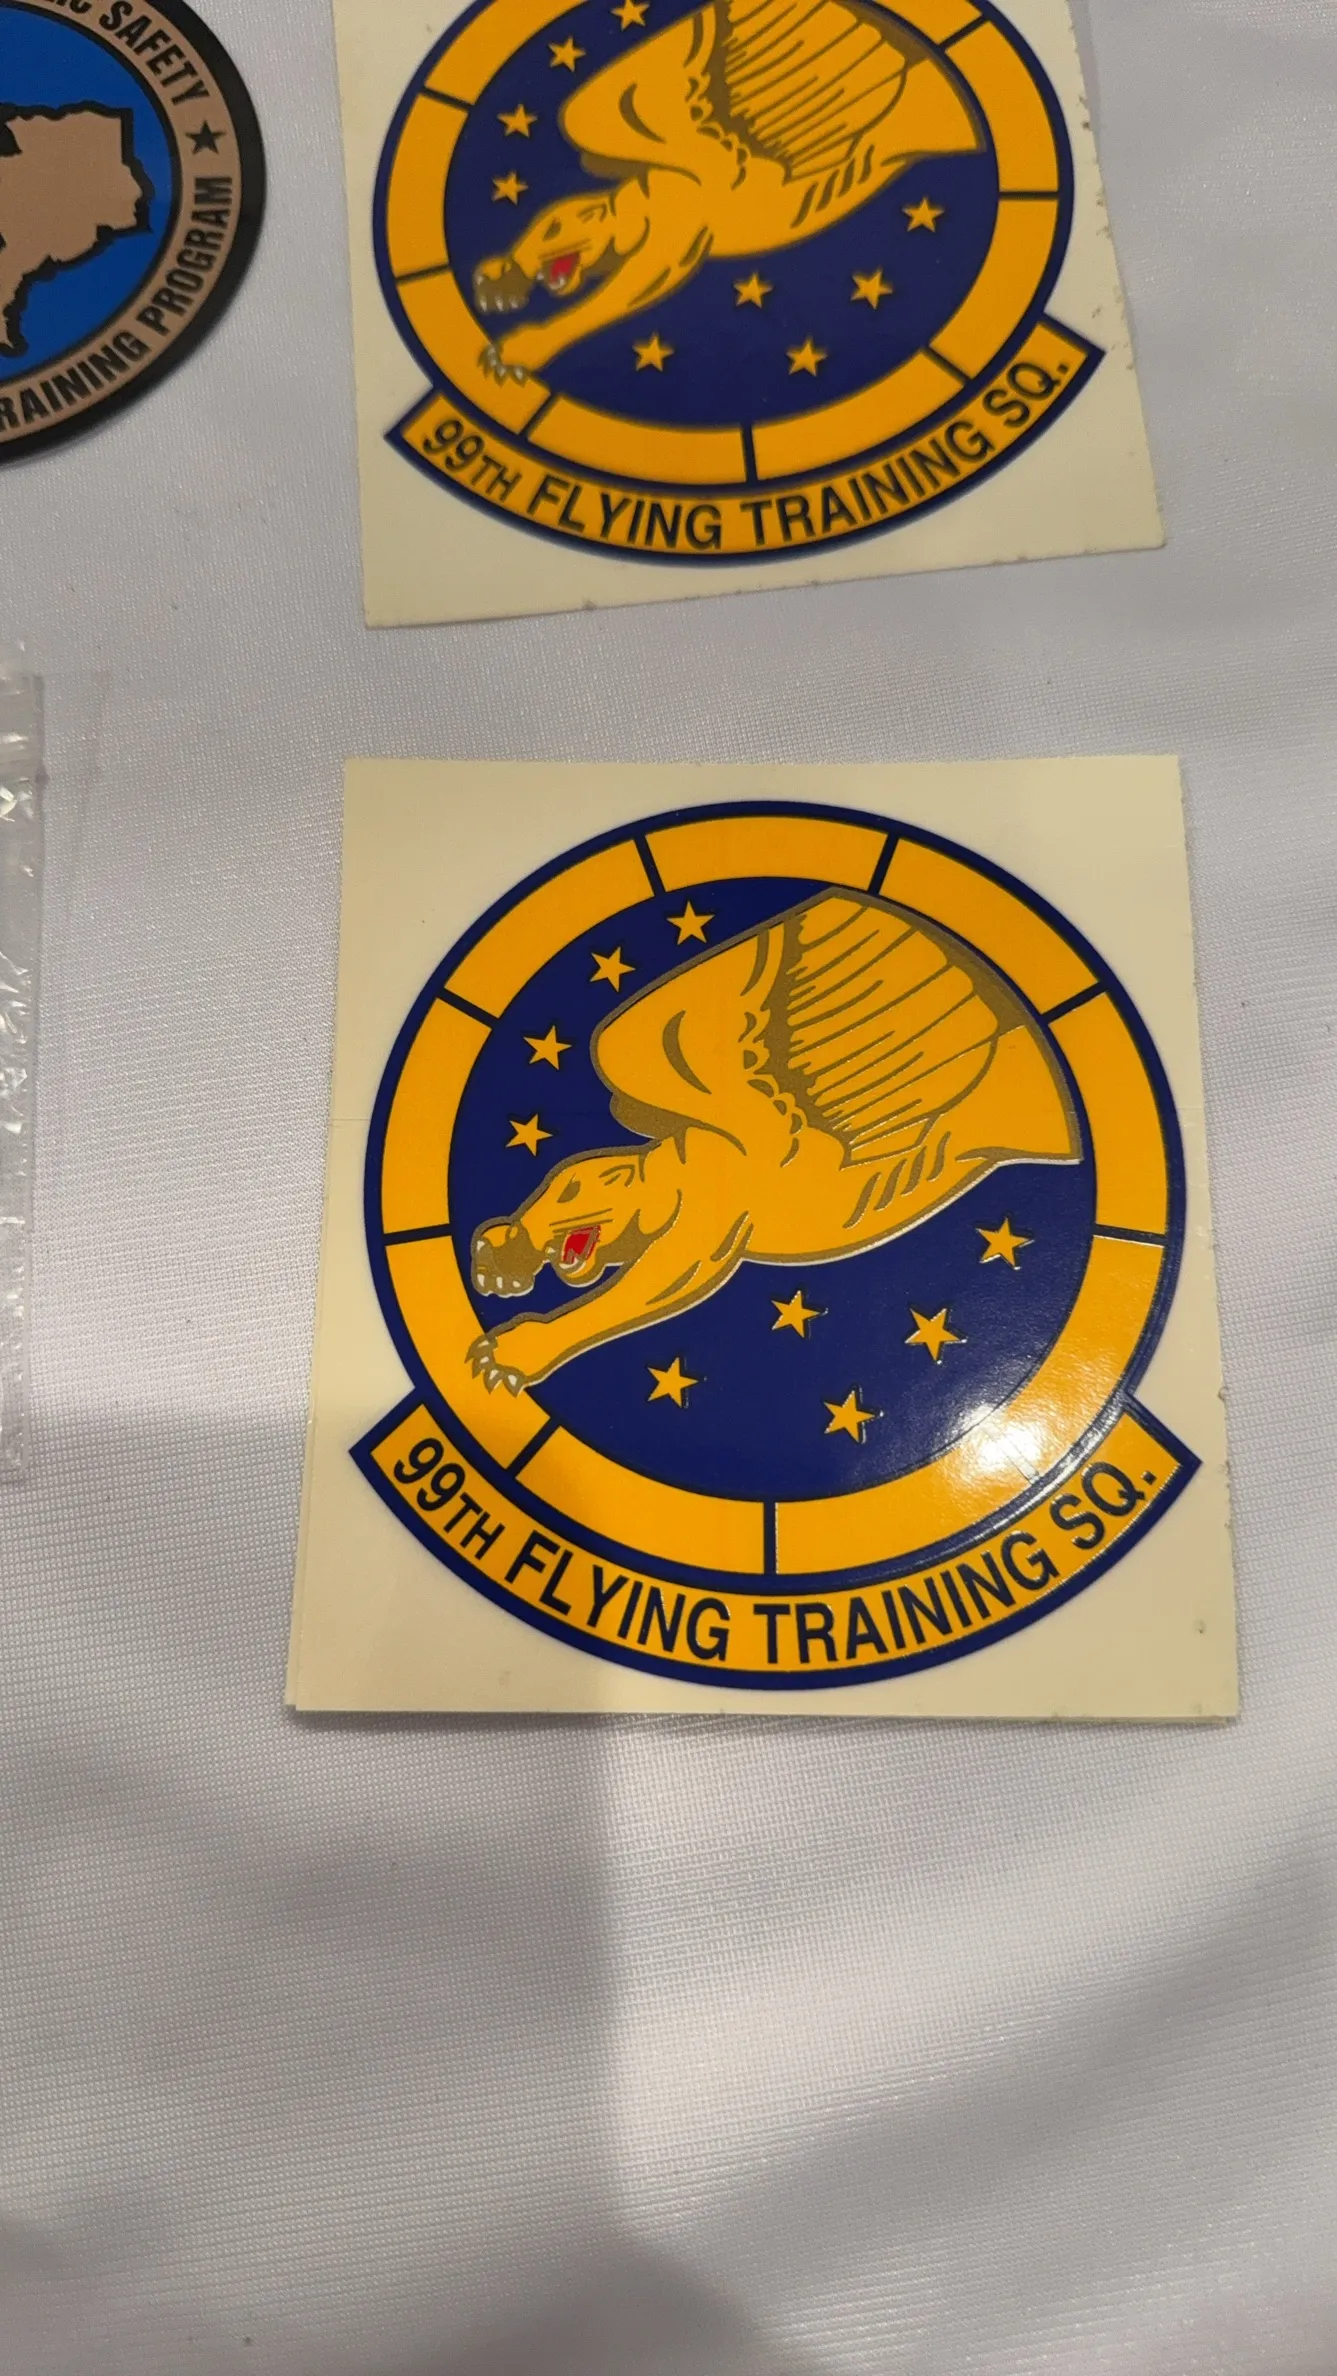 SAFETY ★
TRAINING PROGRAM
99TH FLYING TRAINING SQ.
99TH FLYING TRAINING SQ.